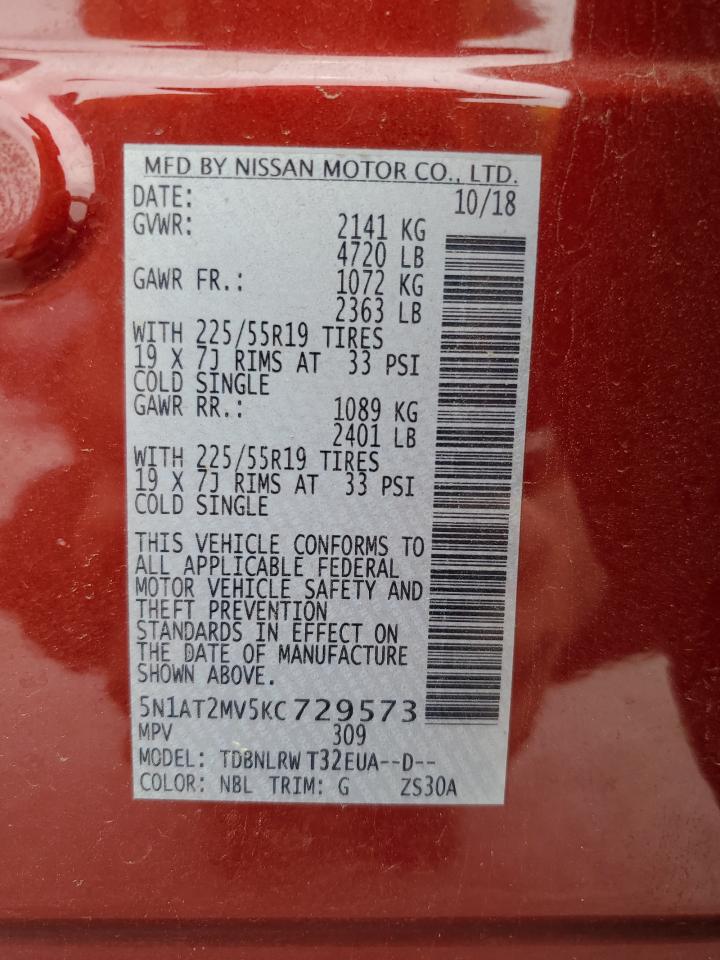 MFD BY NISSAN MOTOR CO., LTD.
DATE: 10/18
GVWR: 2141 KG
4720 LB
GAWR FR.: 1072 KG
2363 LB
WITH 225/55R19 TIRES
19 X 7J RIMS AT 33 PSI
COLD SINGLE
GAWR RR.: 1089 KG
2401 LB
WITH 225/55R19 TIRES
19 X 7J RIMS AT 33 PSI
COLD SINGLE
THIS VEHICLE CONFORMS TO
ALL APPLICABLE FEDERAL
MOTOR VEHICLE SAFETY AND
THEFT PREVENTION
STANDARDS IN EFFECT ON
THE DATE OF MANUFACTURE
SHOWN ABOVE.
5N1AT2MV5KC729573
MPV 309
MODEL: TDBNLRW T32EUA--D--
COLOR: NBL TRIM: G ZS30A